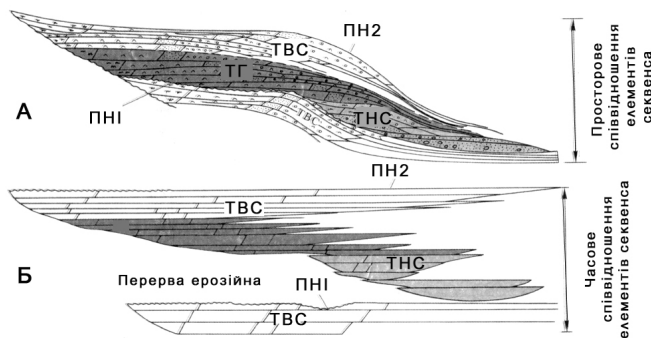 ПН2
ТВС
ТГ
А
ПНІ
ТВС
ТНС
Просторове
співвідношення
елементів
секвенса
ПН2
ТВС
Б
ТНС
Перерва ерозійна
ПНІ
ТВС
Часове
співвідношення
елементів секвенса